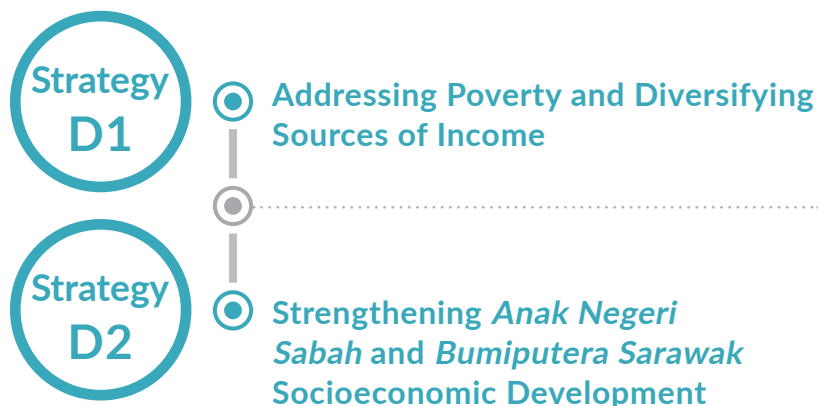 Strategy
D1
Addressing Poverty and Diversifying
Sources of Income
Strategy
D2
Strengthening Anak Negeri
Sabah and Bumiputera Sarawak
Socioeconomic Development